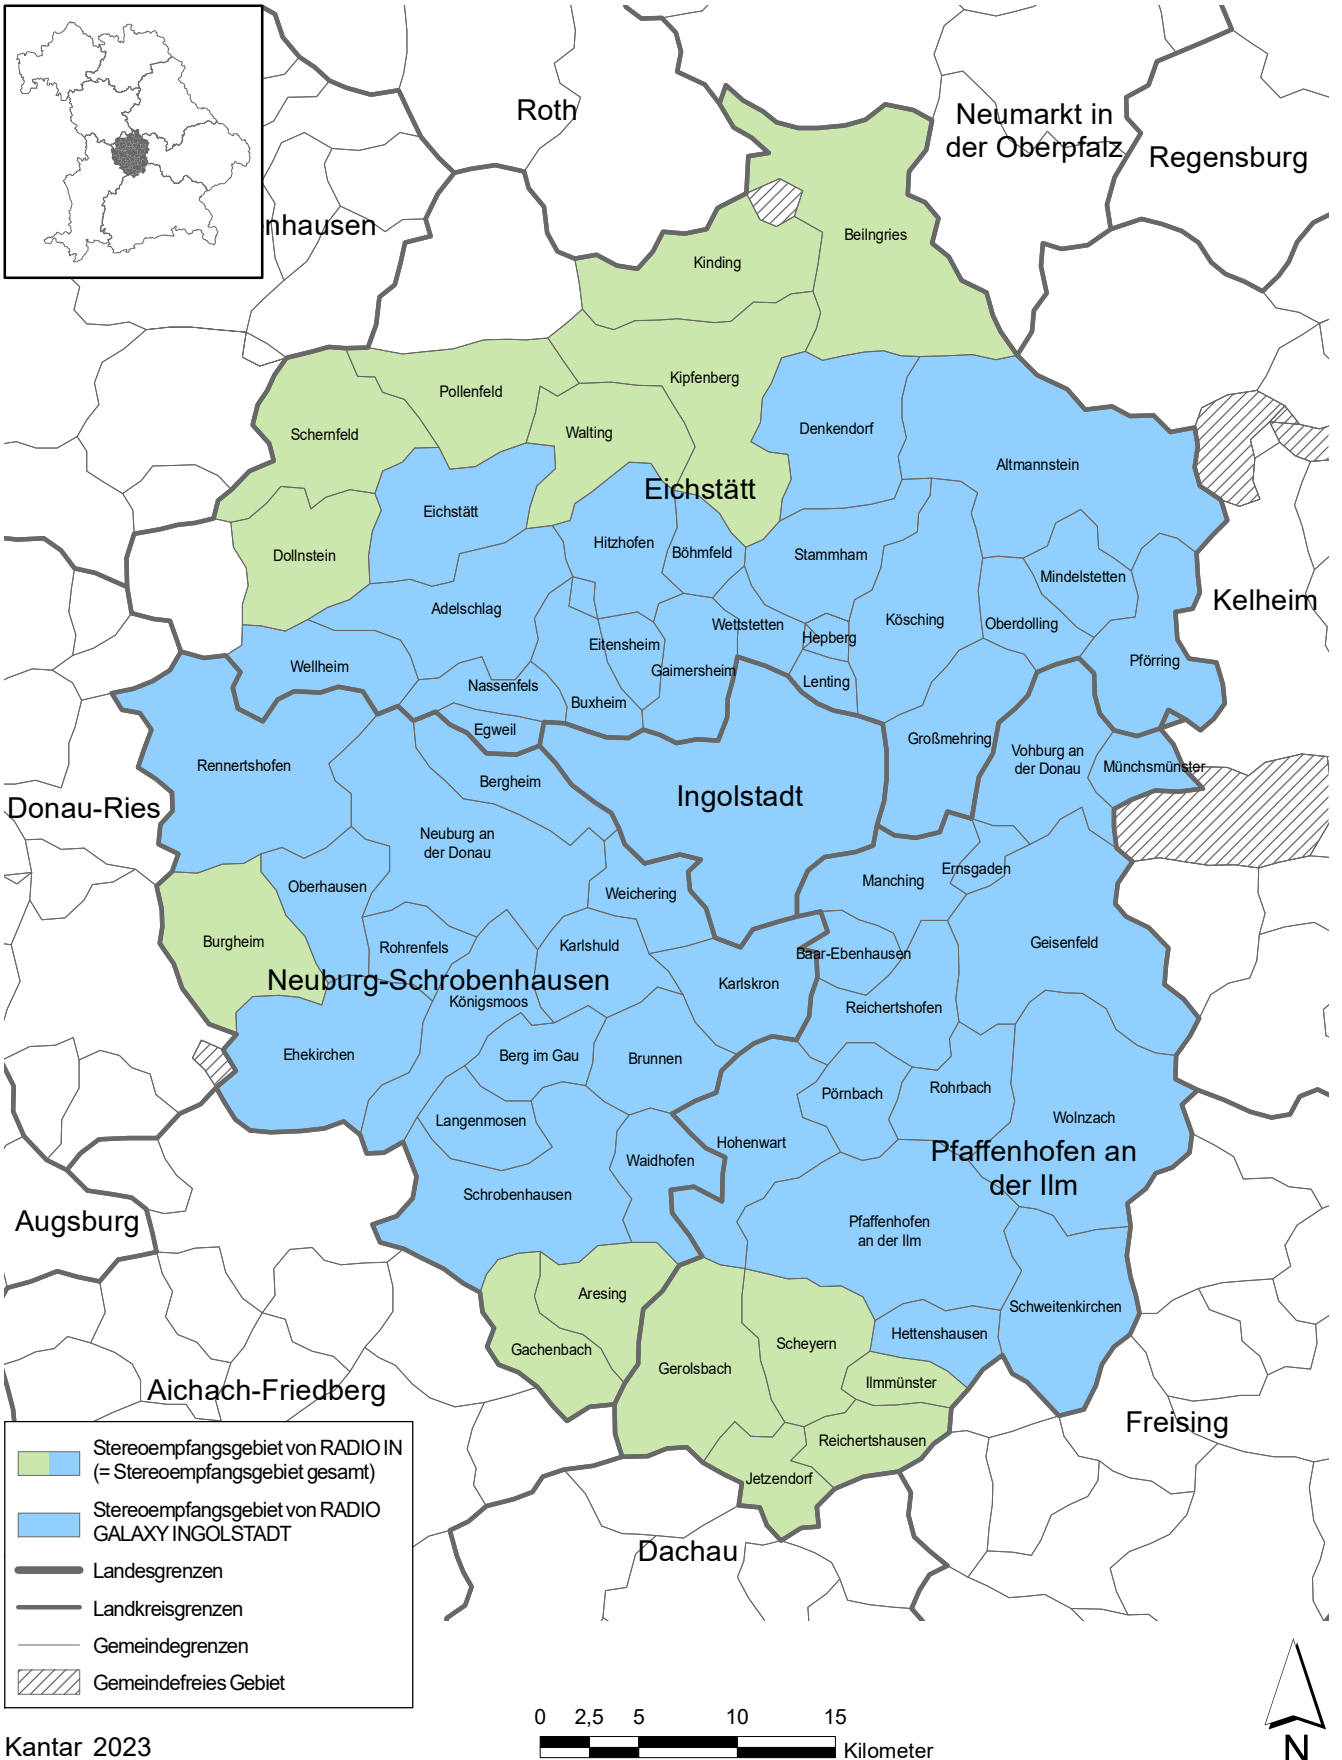 Roth
Neumarkt in
der Oberpfalz
Regensburg
nhausen
Beilngries
Kinding
Kipfenberg
Pollenfeld
Schernfeld
Walting
Denkendorf
Altmannstein
Eichstätt
Eichstätt
Hitzhofen
Böhmfeld
Stammham
Dollnstein
Mindelstetten
Kelheim
Adelschlag
Wettstetten
Hepberg
Kösching
Oberdolling
Eitensheim
Gaimersheim
Pförring
Wellheim
Nassenfels
Lenting
Buxheim
Egweil
Großmehring
Vohburg an
der Donau
Münchsmünster
Rennertshofen
Bergheim
Ingolstadt
Donau-Ries
Neuburg an
der Donau
Ernsgaden
Manching
Oberhausen
Weichering
Burgheim
Rohrenfels
Karlshuld
Baar-Ebenhausen
Geisenfeld
Neuburg-Schrobenhausen
Karlskron
Königsmoos
Reichertshofen
Ehekirchen
Berg im Gau
Brunnen
Pörnbach
Rohrbach
Wolnzach
Langenmosen
Hohenwart
Waidhofen
Pfaffenhofen an
der Ilm
Schrobenhausen
Augsburg
Pfaffenhofen
an der Ilm
Aresing
Schweitenkirchen
Hettenshausen
Scheyern
Gachenbach
Gerolsbach
Ilmmünster
Aichach-Friedberg
Freising
Reichertshausen
Jetzendorf
Dachau
Stereoempfangsgebiet von RADIO IN
(= Stereoempfangsgebiet gesamt)
Stereoempfangsgebiet von RADIO
GALAXY INGOLSTADT
Landesgrenzen
Landkreisgrenzen
Gemeindegrenzen
Gemeindefreies Gebiet
0 2,5 5 10 15
Kilometer
N
Kantar 2023